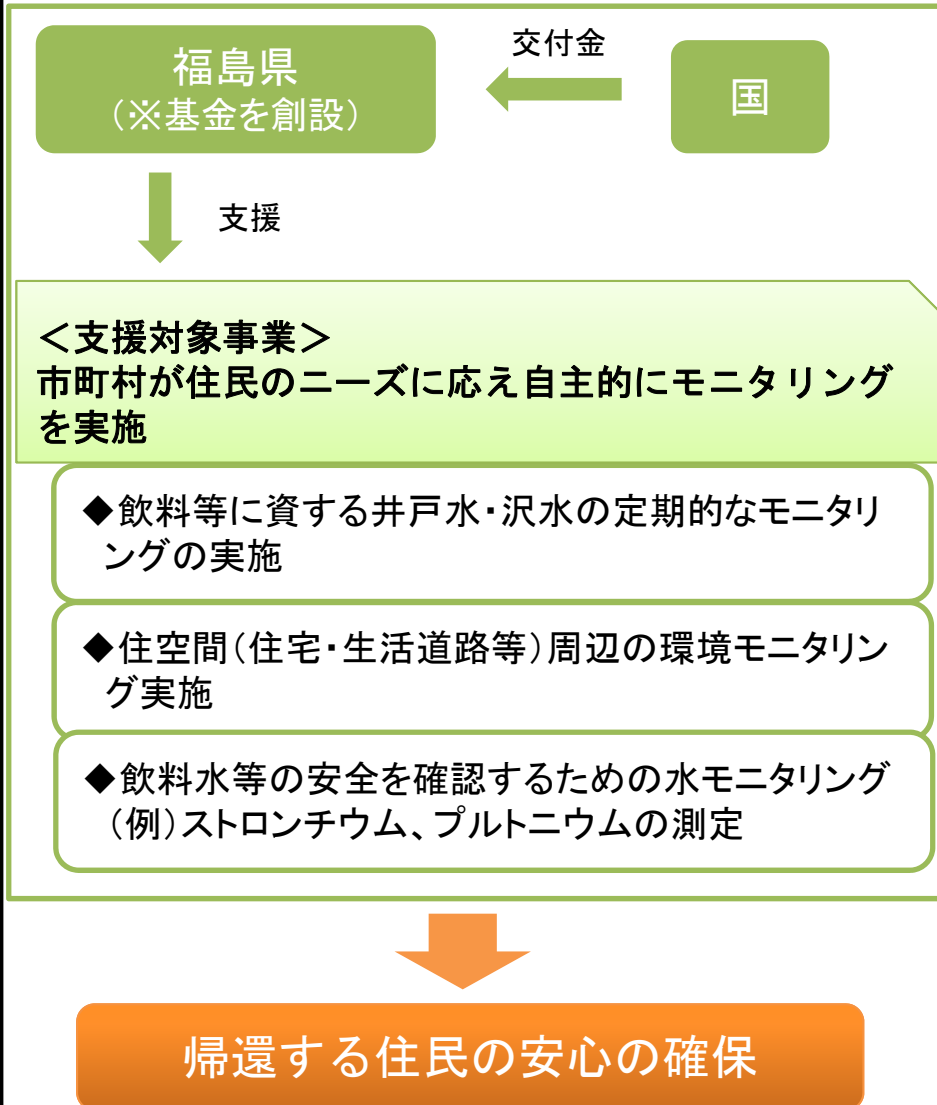 福島県
（※基金を創設）
交付金
国
支援
＜支援対象事業＞
市町村が住民のニーズに応え自主的にモニタリング
を実施
◆飲料等に資する井戸水・沢水の定期的なモニタリ
ングの実施
◆住空間（住宅・生活道路等）周辺の環境モニタリン
グ実施
◆飲料水等の安全を確認するための水モニタリング
（例）ストロンチウム、プルトニウムの測定
帰還する住民の安心の確保